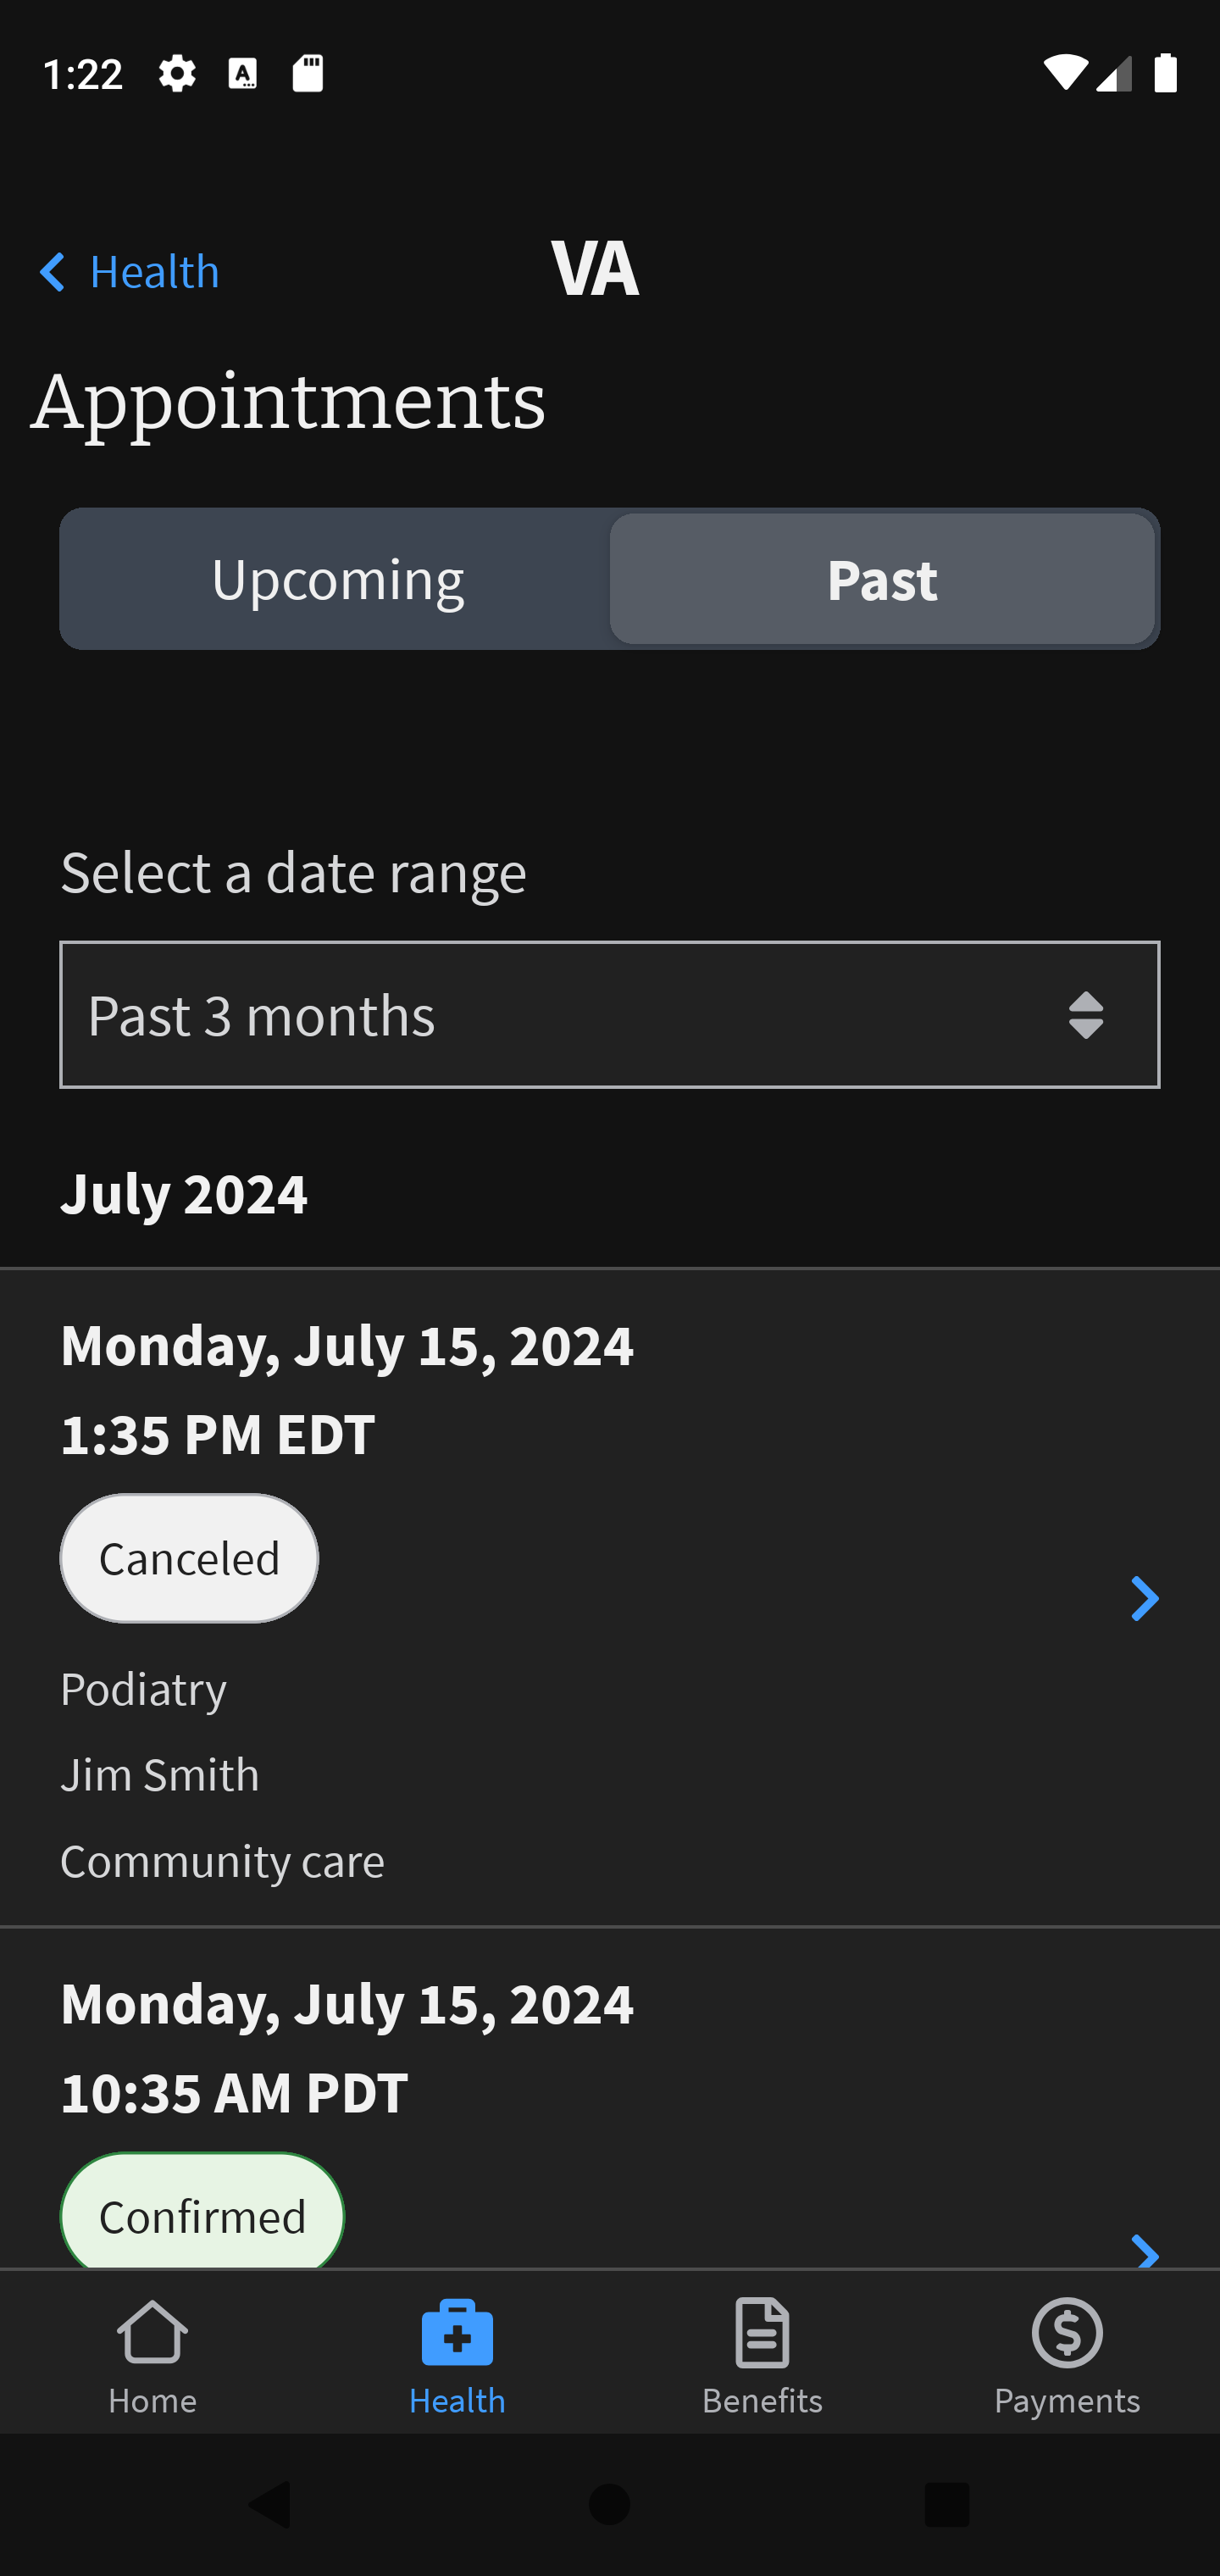 1:22
Health
VA
Appointments
Upcoming
Past
Select a date range
Past 3 months
July 2024
Monday, July 15, 2024
1:35 PM EDT
Canceled
Podiatry
Jim Smith
Community care
Monday, July 15, 2024
10:35 AM PDT
Confirmed
Home
Health
Benefits
Payments